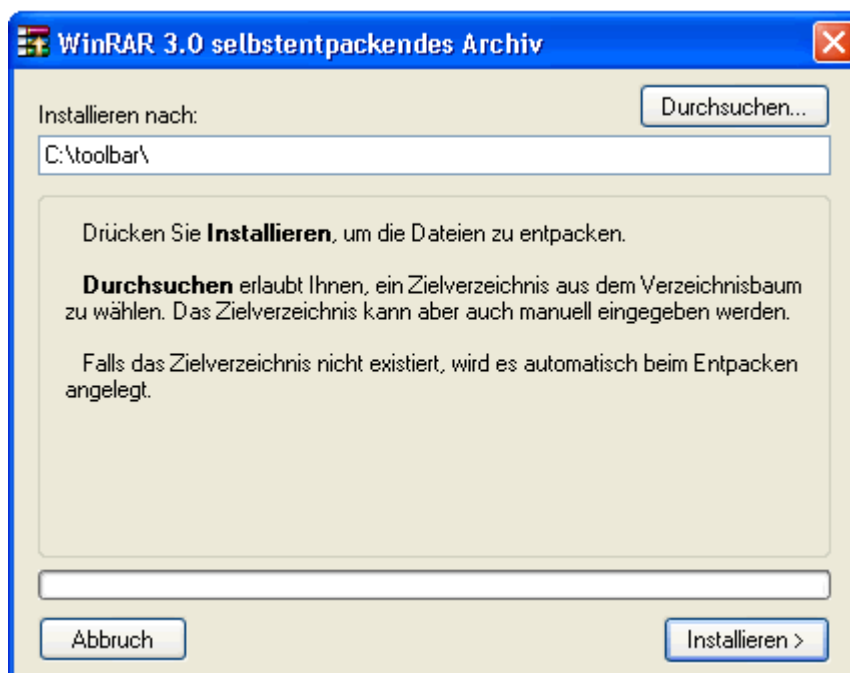 WinRAR 3.0 selbstentpackendes Archiv
Durchsuchen...
Installieren nach:
C:\toolbar\
Drücken Sie Installieren, um die Dateien zu entpacken.
Durchsuchen erlaubt Ihnen, ein Zielverzeichnis aus dem Verzeichnisbaum
zu wählen. Das Zielverzeichnis kann aber auch manuell eingegeben werden.
Falls das Zielverzeichnis nicht existiert, wird es automatisch beim Entpacken
angelegt.
Abbruch
Installieren >